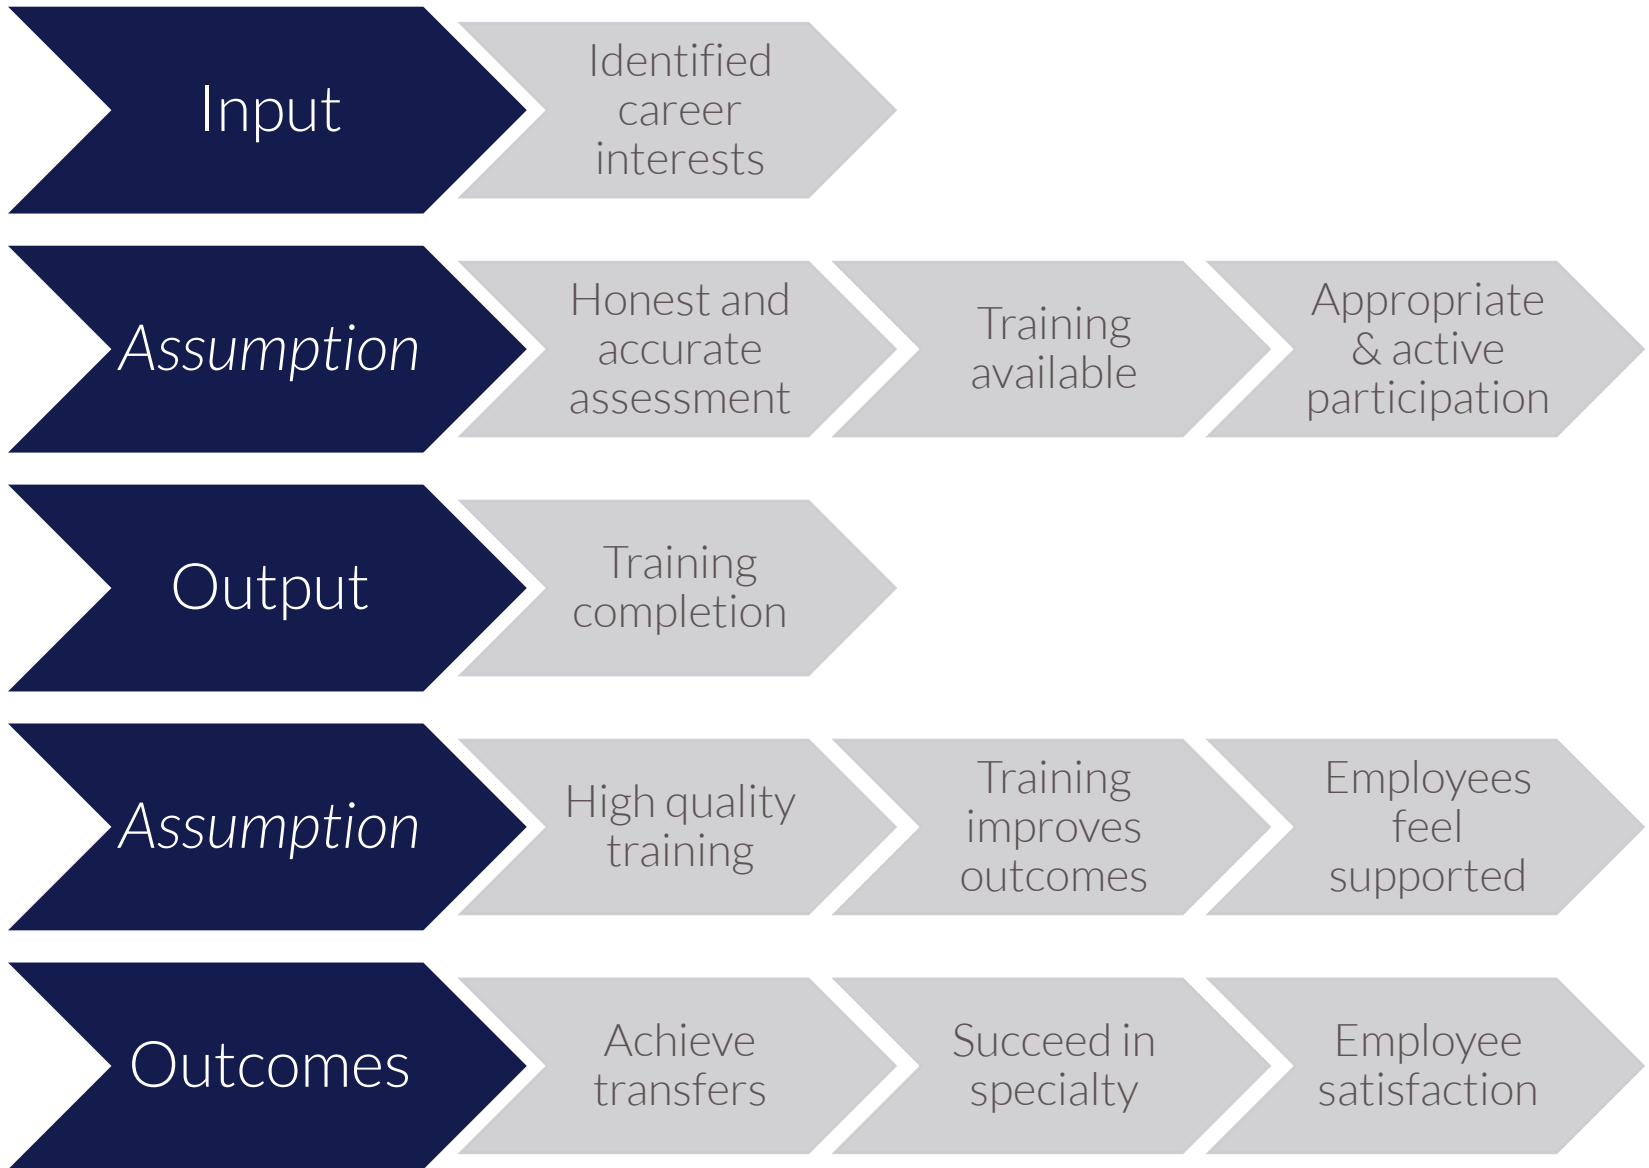 Input
Identified
career
interests
Assumption
Honest and
accurate
assessment
Training
available
Appropriate
& active
participation
Output
Training
completion
Assumption
High quality
training
Training
improves
outcomes
Employees
feel
supported
Outcomes
Achieve
transfers
Succeed in
specialty
Employee
satisfaction